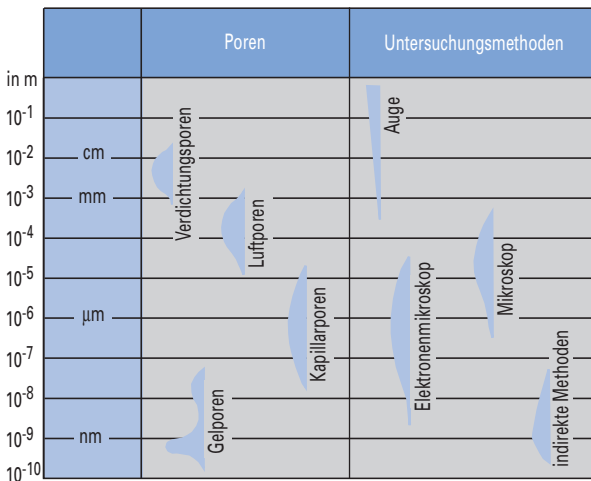 Poren
Untersuchungsmethoden
in m
10-1
10-2
10-3
10-4
10-5
10-6
10-7
10-8
10-9
10-10
cm
mm
µm
nm
Verdichtungsporen
Luftporen
Kapillarporen
Gelporen
Auge
Mikroskop
Elektronenmikroskop
indirekte Methoden